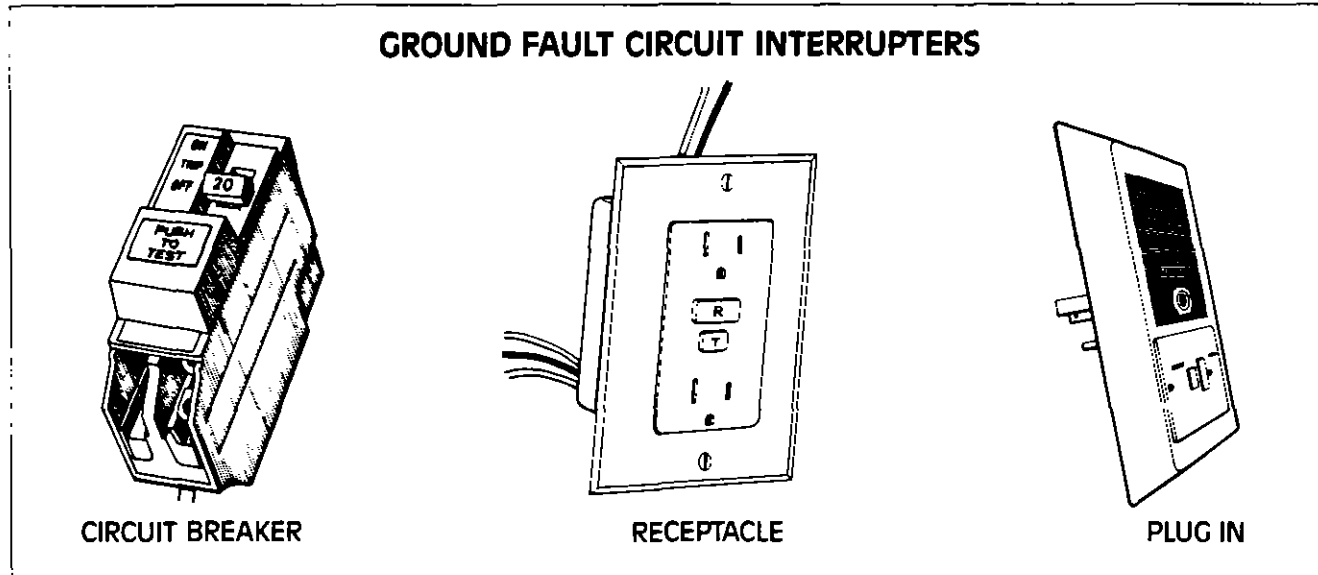 GROUND FAULT CIRCUIT INTERRUPTERS
ON
TRIP
OFF
20
PUSH
TO
TEST
R
T
CIRCUIT BREAKER
RECEPTACLE
PLUG IN